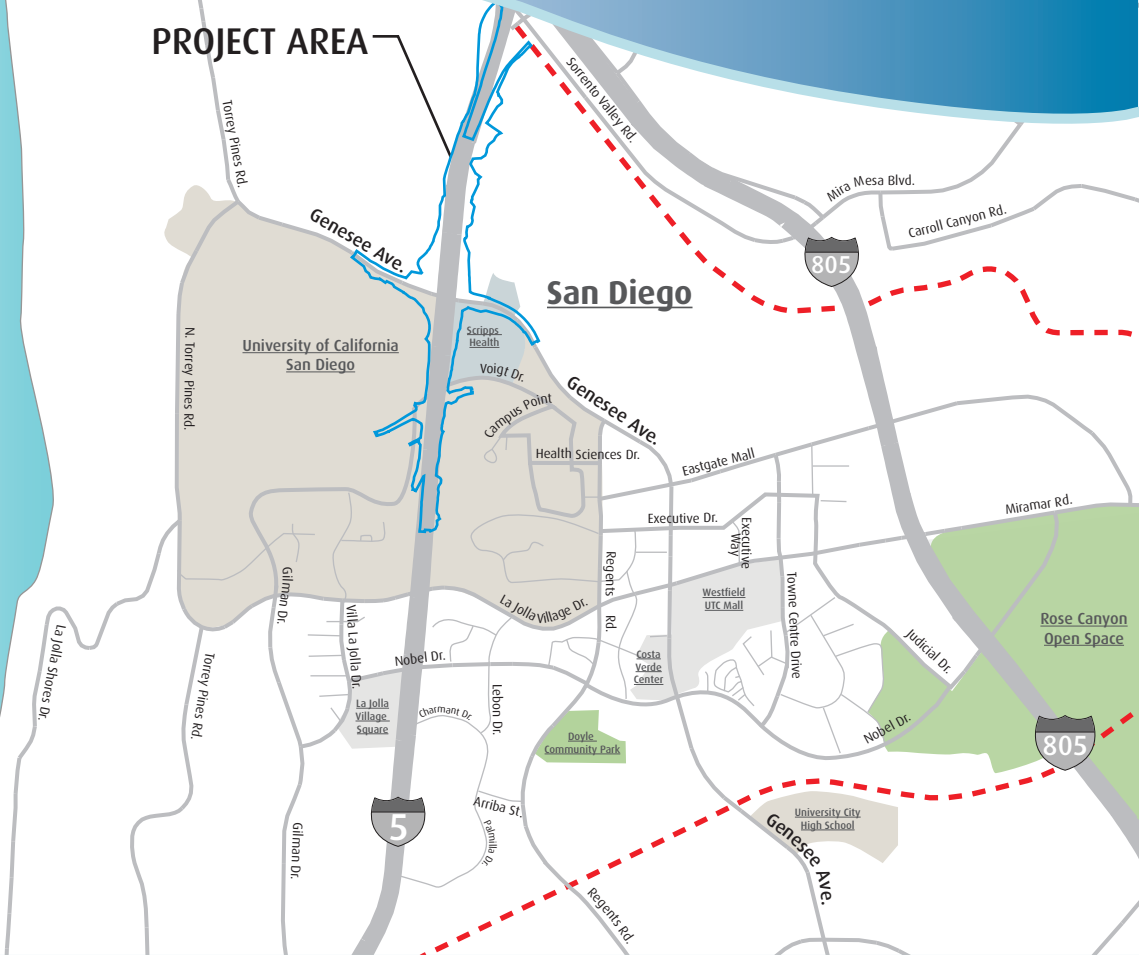 PROJECT AREA
Sorrento Valley Rd.
Torrey Pines Rd.
Mira Mesa Blvd.
Carroll Canyon Rd.
Genesee Ave.
805
San Diego
N. Torrey Pines Rd.
University of California
San Diego
Scripps
Health
Voigt Dr.
Genesee Ave.
Campus Point
Health Sciences Dr.
Eastgate Mall
Miramar Rd.
Executive Dr.
Executive
Way
Regents
Rd.
Gilman Dr.
Villa La Jolla Dr.
La Jolla Village Dr.
Westfield
UTC Mall
Towne Centre Drive
Rose Canyon
Open Space
Judicial Dr.
La Jolla Shores Dr.
Torrey Pines Rd.
Nobel Dr.
Costa
Verde
Center
Lebon Dr.
La Jolla
Village
Square
Charmant Dr.
Doyle
Community Park
Nobel Dr.
805
Arriba St.
5
Palmilla Dr.
University City
High School
Genesee Ave.
Gilman Dr.
Regents Rd.